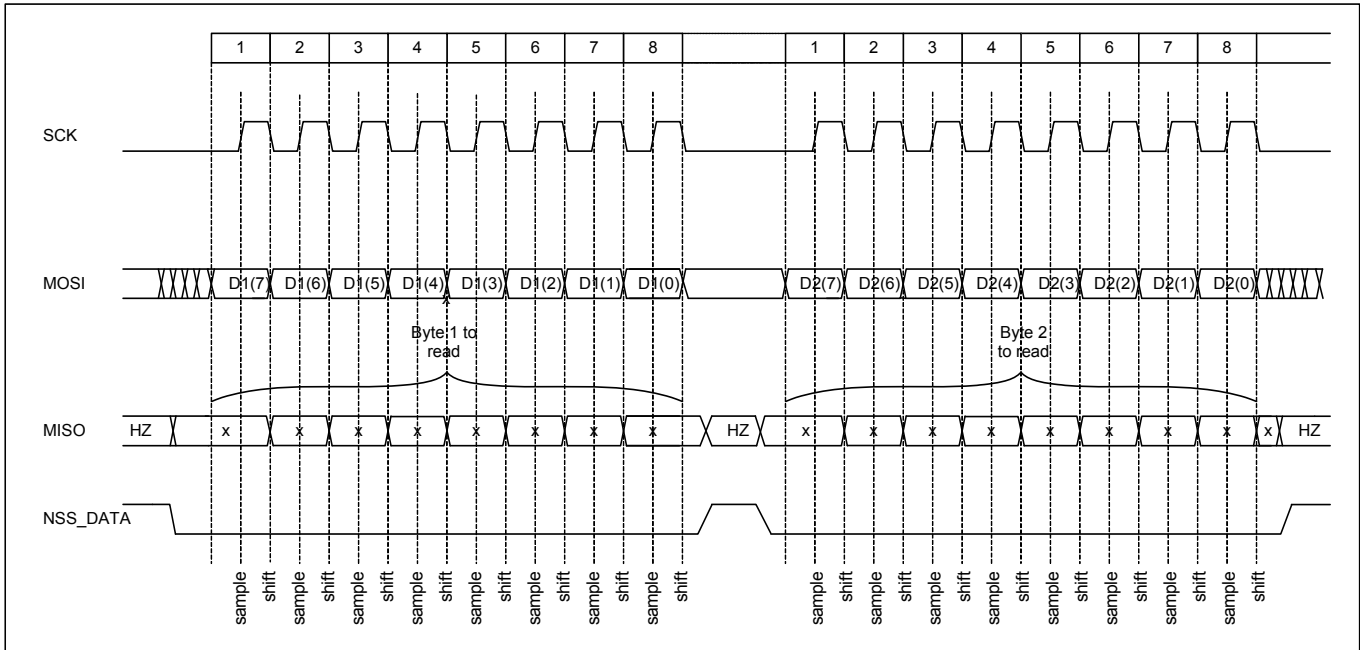 1 2 3 4 5 6 7 8 1 2 3 4 5 6 7 8
SCK
MOSI D1(7) D1(6) D1(5) D1(4) D1(3) D1(2) D1(1) D1(0) D2(7) D2(6) D2(5) D2(4) D2(3) D2(2) D2(1) D2(0)
x
Byte 1 to Byte 2
read to read
MISO HZ x x x x x x x x HZ x x x x x x x x x HZ
NSS_DATA
sample shift sample shift sample shift sample shift sample shift sample shift sample shift sample shift sample shift sample shift sample shift sample shift sample shift sample shift sample shift sample shift